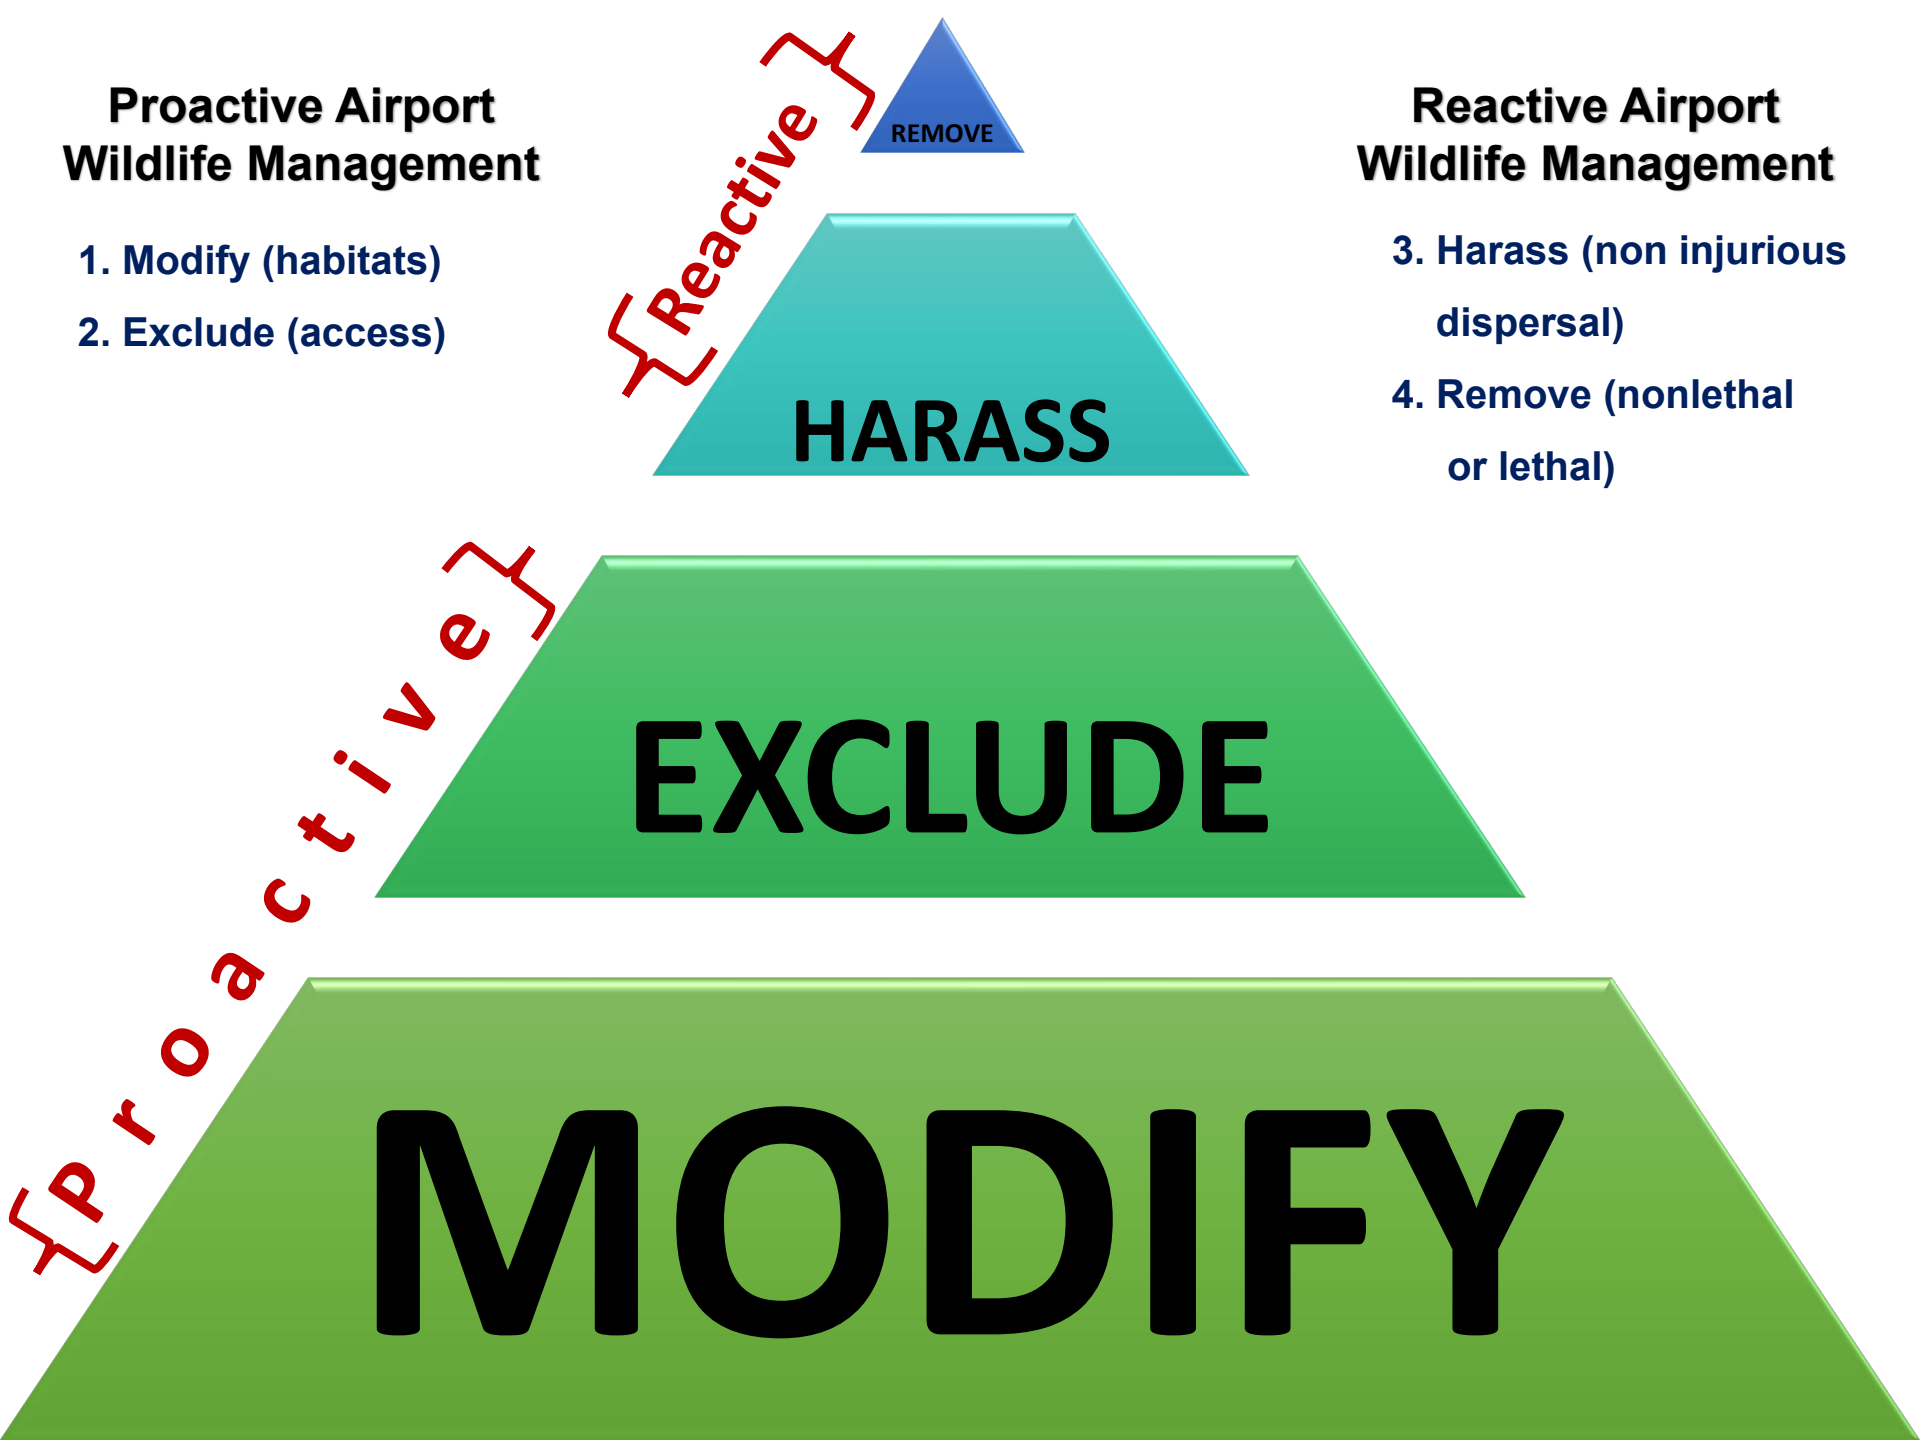 Proactive Airport
Wildlife Management
1. Modify (habitats)
2. Exclude (access)
Reactive Airport
Wildlife Management
3. Harass (non injurious
dispersal)
4. Remove (nonlethal
or lethal)
Reactive
Proactive
REMOVE
HARASS
EXCLUDE
MODIFY